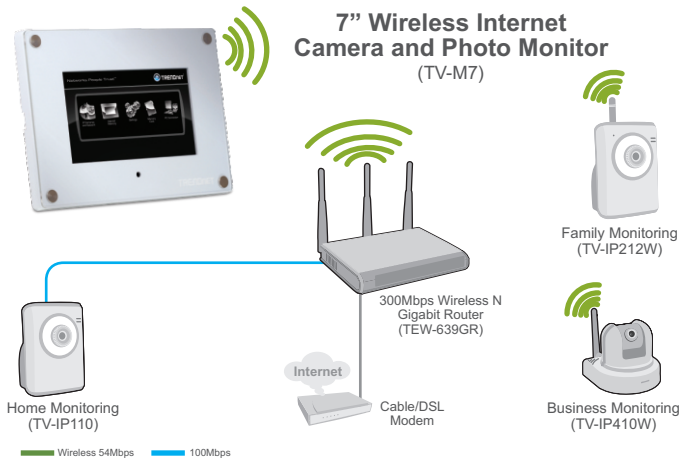 7” Wireless Internet
Camera and Photo Monitor
(TV-M7)
TRENDNET
Family Monitoring
(TV-IP212W)
300Mbps Wireless N
Gigabit Router
(TEW-639GR)
Internet
Cable/DSL
Modem
Home Monitoring
(TV-IP110)
Business Monitoring
(TV-IP410W)
Wireless 54Mbps
100Mbps